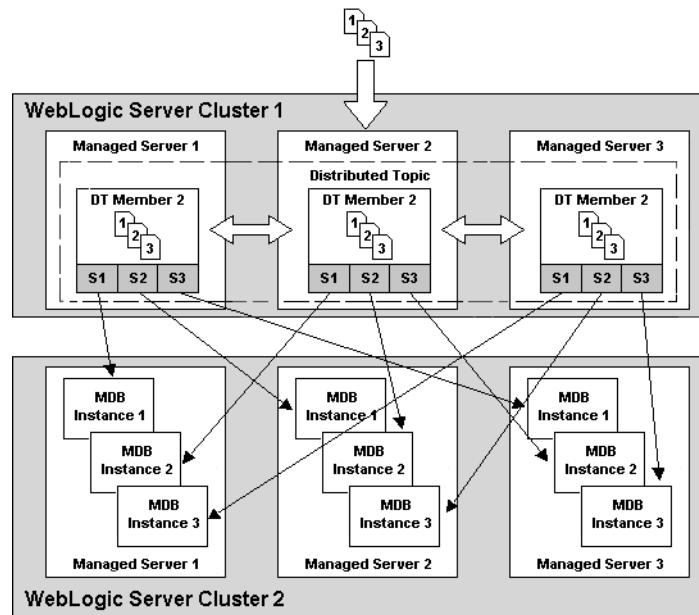 1
2
3
WebLogic Server Cluster 1
Managed Server 1
Managed Server 2
Managed Server 3
Distributed Topic
DT Member 2
1
2
3
S1 S2 S3
DT Member 2
1
2
3
S1 S2 S3
DT Member 2
1
2
3
S1 S2 S3
MDB
Instance 1
MDB
Instance 2
MDB
Instance 3
Managed Server 1
MDB
Instance 1
MDB
Instance 2
MDB
Instance 3
Managed Server 2
MDB
Instance 1
MDB
Instance 2
MDB
Instance 3
Managed Server 3
WebLogic Server Cluster 2